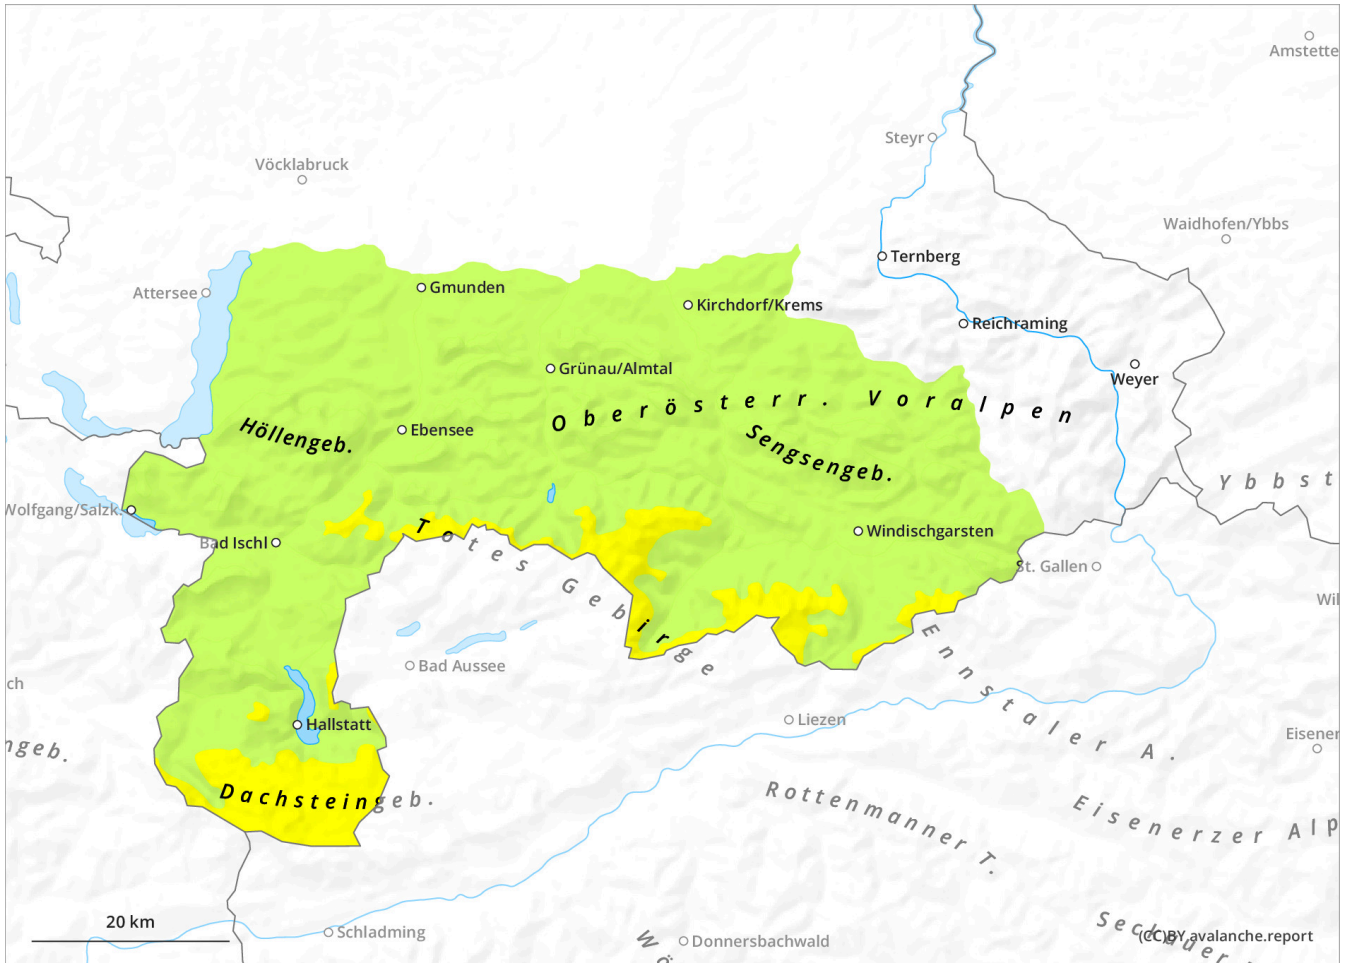 Amstette
Steyr
Vöcklabruck
Waidhofen/Ybbs
Ternberg
Attersee
Gmunden
Kirchdorf/Krems
Reichraming
Grünau/Almtal
Weyer
Oberösterr. Voralpen
Höllengeb.
Ebensee
Sengsengeb.
Ybbst
Wolfgang/Salzk.
Windischgarsten
Bad Ischl
Totes Gebirge
St. Gallen
Wil
Bad Aussee
Ennstaler A.
ch
Hallstatt
Liezen
Eisener
ngeb.
Dachsteingeb.
Rottenmanner T.
Eisenerzer Alp
20 km
Schladming
Donnersbachwald
Wö
Seckauer
(CC)BY avalanche.report